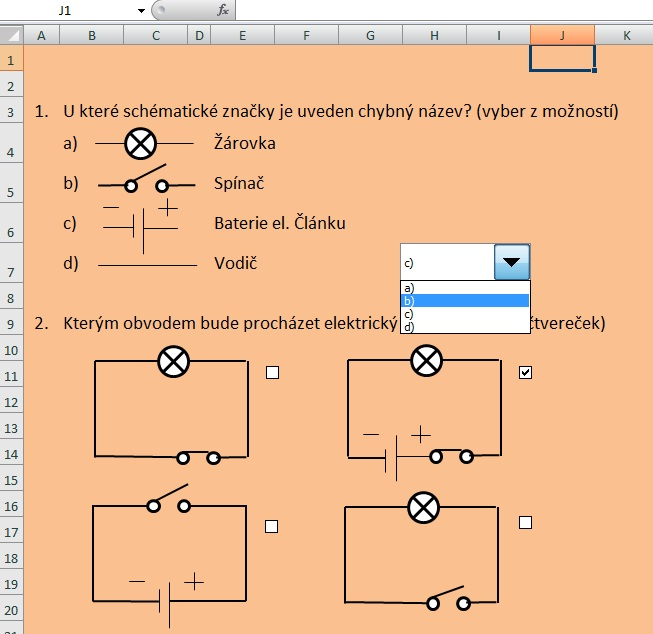 J1
fx
A B C D E F G H I J K
1
2
3 1. U které schématické značky je uveden chybný název? (vyber z možností)
4 a) Žárovka
5 b) Spínač
6 c) − + Baterie el. Článku
7 d) Vodič c)
8 a)
b)
c)
d)
9 2. Kterým obvodem bude procházet elektrický čtvereček)
10
11
12
13
14 − +
15
16
17
18
19 − +
20
21